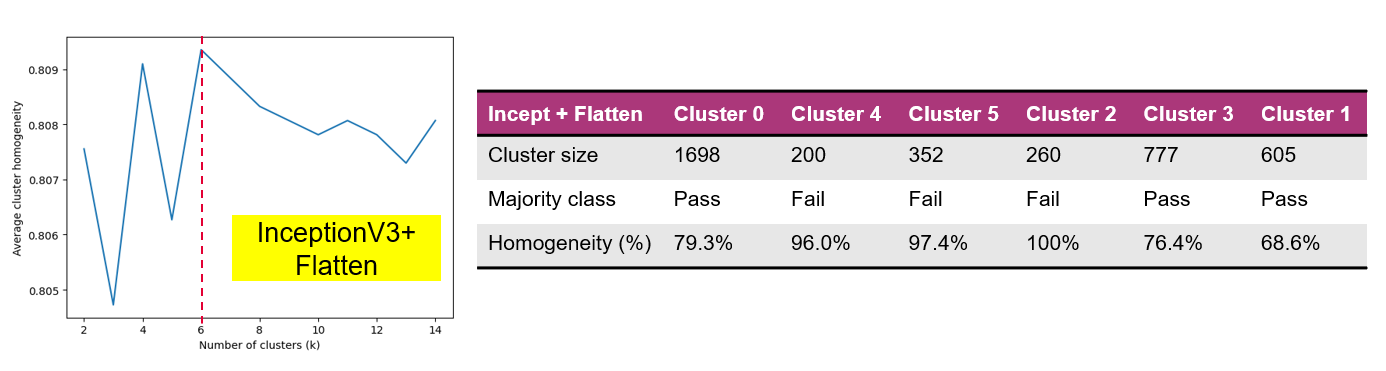 0.809
0.808
0.807
0.806
0.805
Average cluster homogeneity
2 4 6 8 10 12 14
Number of clusters (k)
InceptionV3+
Flatten
Incept + Flatten Cluster 0 Cluster 4 Cluster 5 Cluster 2 Cluster 3 Cluster 1
Cluster size 1698 200 352 260 777 605
Majority class Pass Fail Fail Fail Pass Pass
Homogeneity (%) 79.3% 96.0% 97.4% 100% 76.4% 68.6%